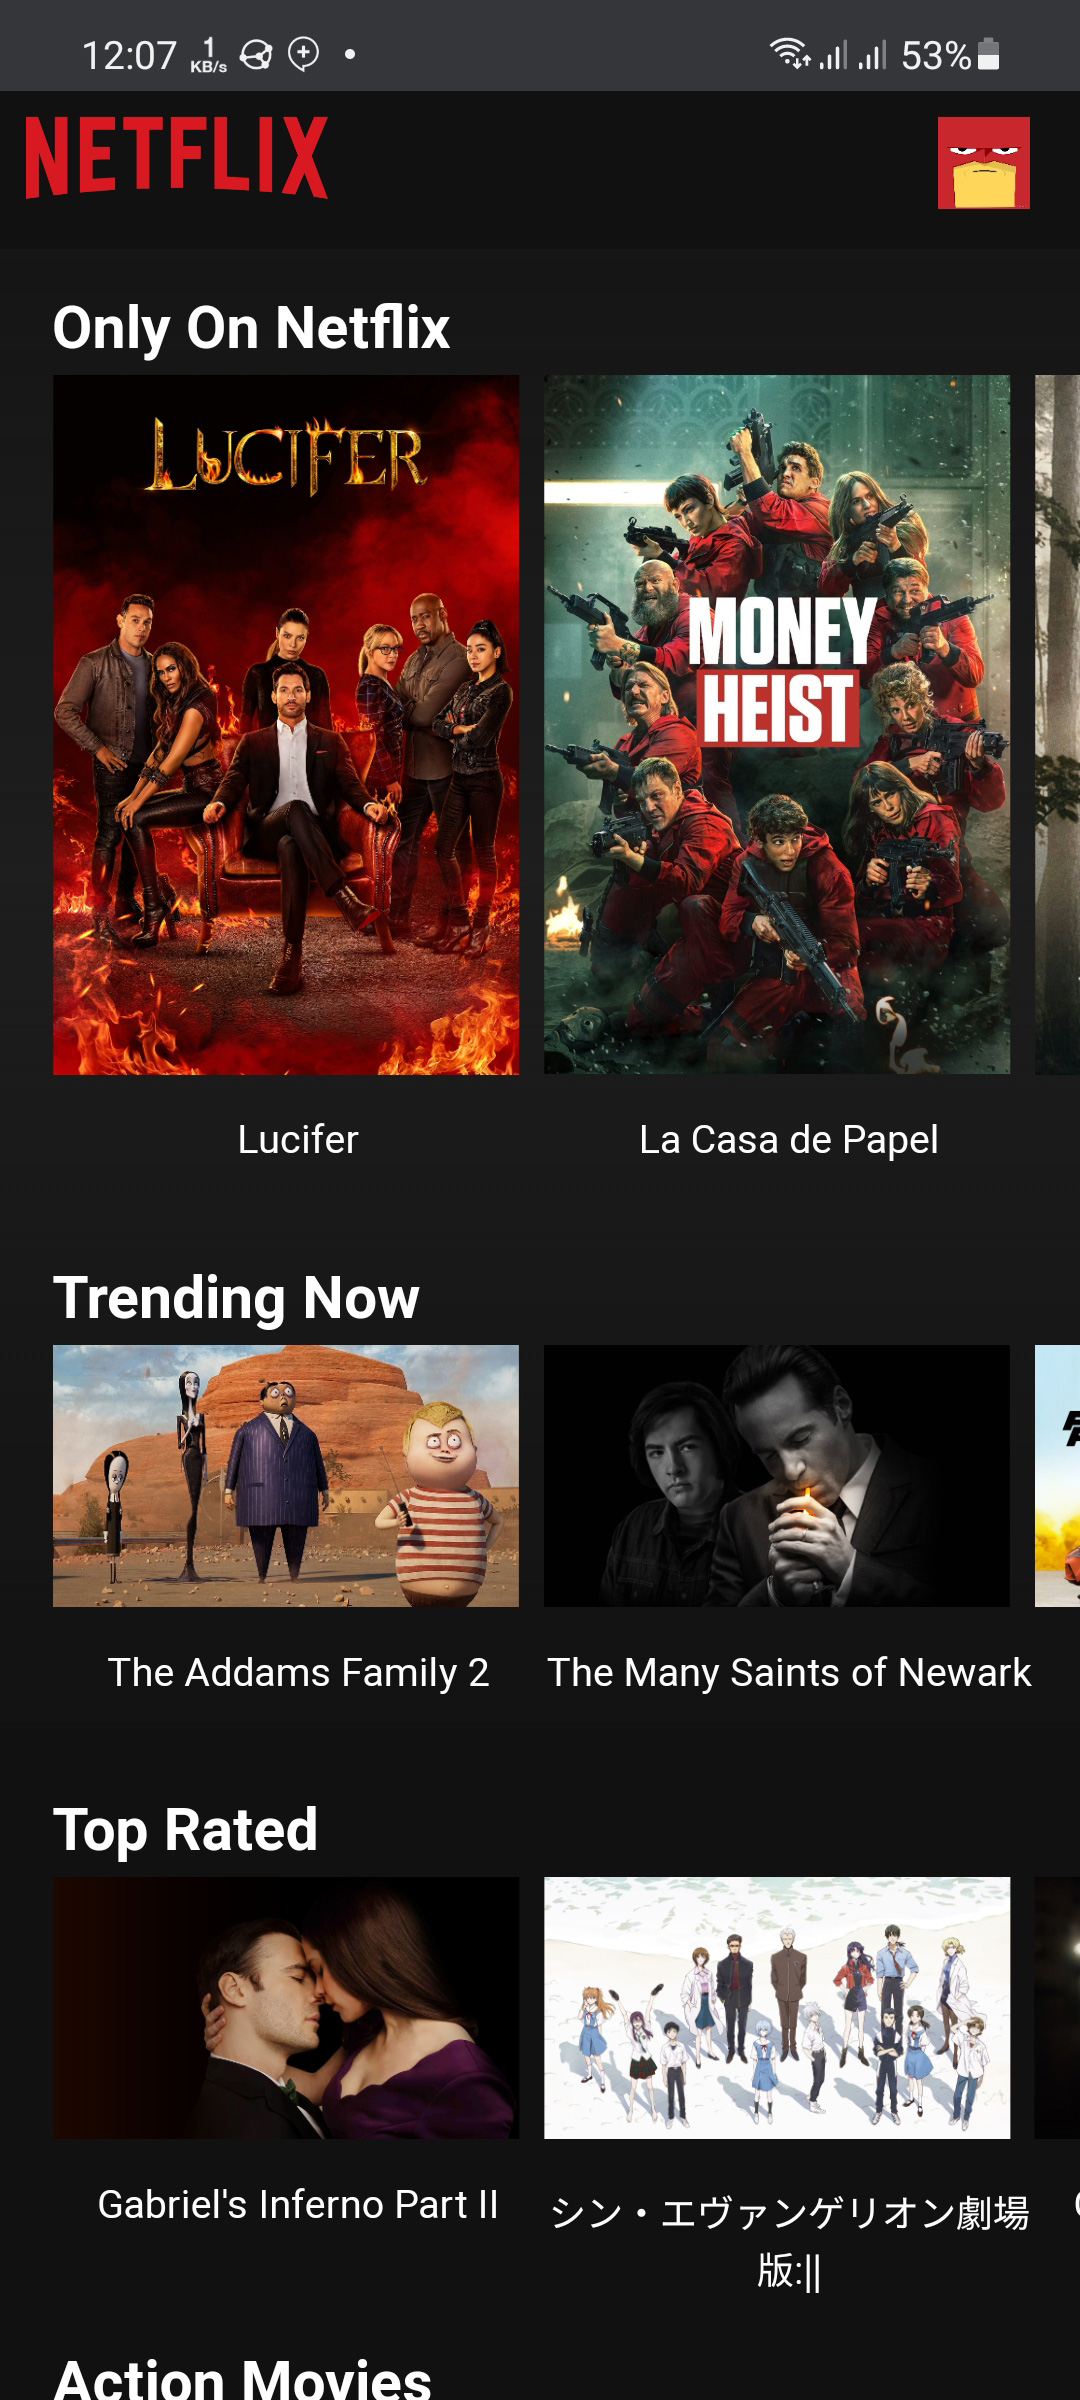 12:07 1 KB/s 53%
NETFLIX
Only On Netflix
LUCIFER
MONEY
HEIST
Lucifer
La Casa de Papel
Trending Now
The Addams Family 2
The Many Saints of Newark
Top Rated
Gabriel's Inferno Part II
シン・エヴァンゲリオン劇場
版:||
Action Movies